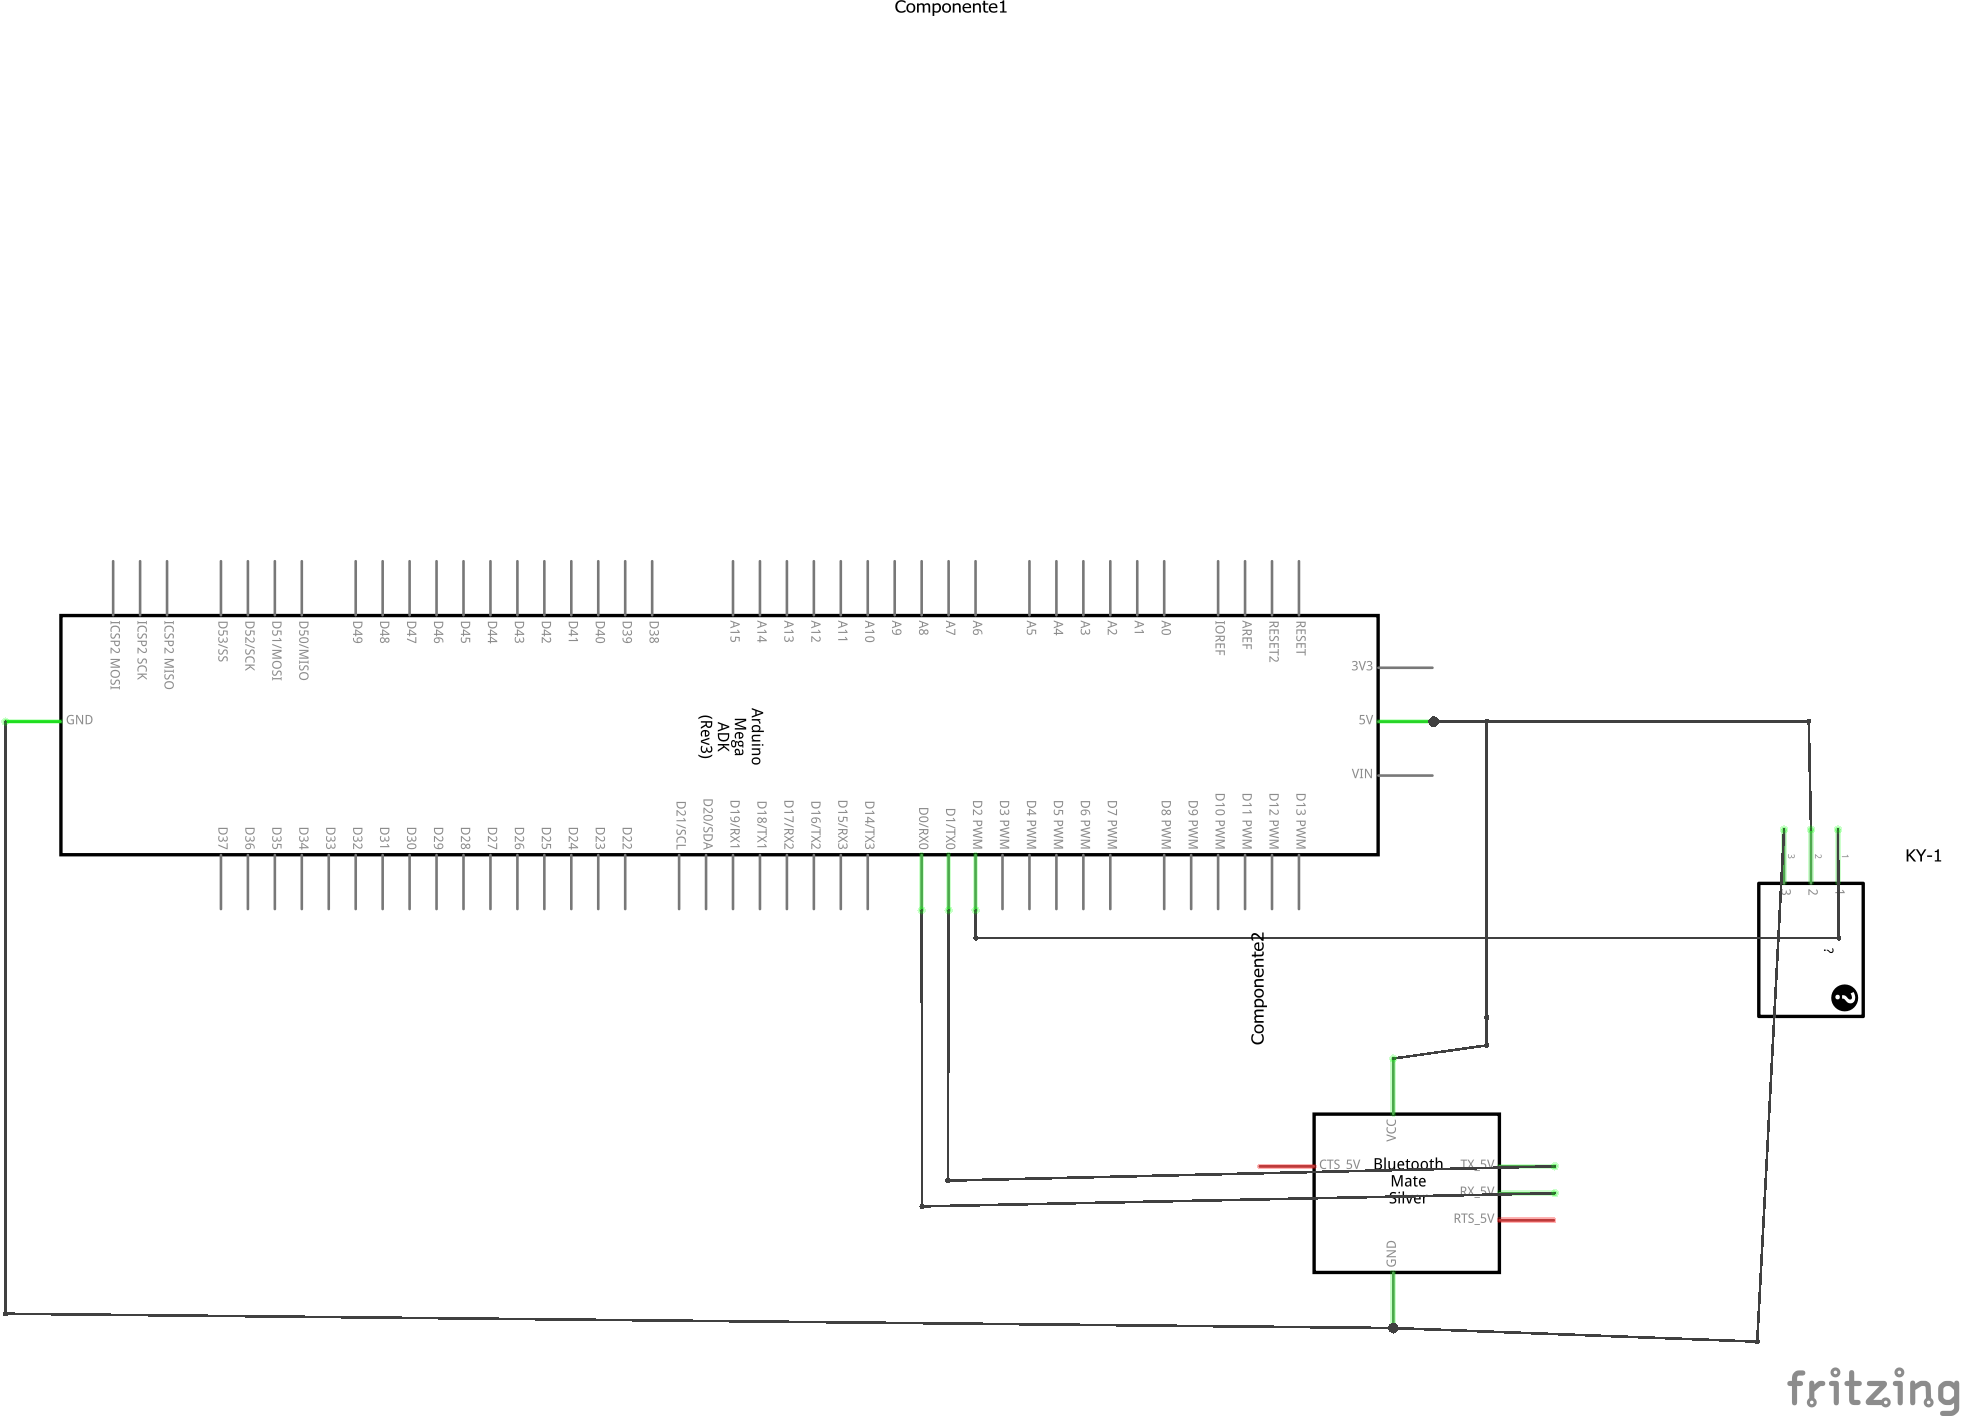 Componente1
ICSP2 MOSI
ICSP2 SCK
ICSP2 MISO
D53/SS
D52/SCK
D51/MOSI
D50/MISO
D49
D48
D47
D46
D45
D44
D43
D42
D41
D40
D39
D38
A15
A14
A13
A12
A11
A10
A9
A8
A7
A6
A5
A4
A3
A2
A1
A0
IOREF
AREF
RESET2
RESET
3V3
GND
5V
Arduino
Mega
ADK
(Rev3)
VIN
D37
D36
D35
D34
D33
D32
D31
D30
D29
D28
D27
D26
D25
D24
D23
D22
D21/SCL
D20/SDA
D19/RX1
D18/TX1
D17/RX2
D16/TX2
D15/RX3
D14/TX3
D0/RX0
D1/TX0
D2 PWM
D3 PWM
D4 PWM
D5 PWM
D6 PWM
D7 PWM
D8 PWM
D9 PWM
D10 PWM
D11 PWM
D12 PWM
D13 PWM
3
2
1
KY-1
3
2
1
?
?
Componente2
VCC
CTS_5V
Bluetooth
Mate
Silver
TX_5V
RX_5V
RTS_5V
GND
fritzing